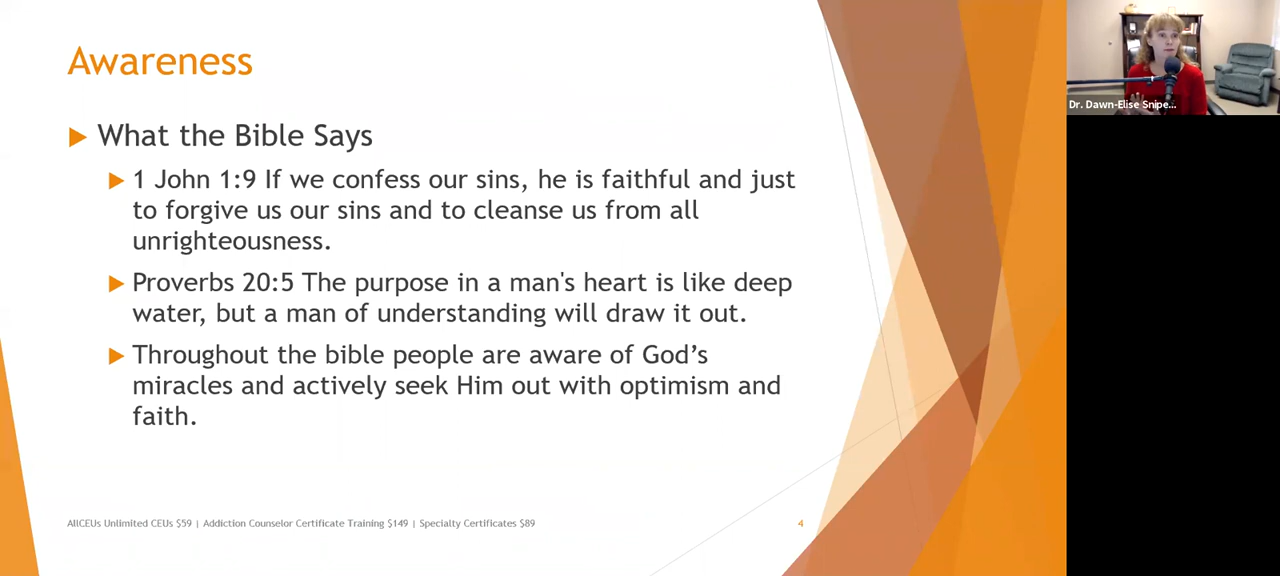 Awareness
What the Bible Says
1 John 1:9 If we confess our sins, he is faithful and just
to forgive us our sins and to cleanse us from all
unrighteousness.
Proverbs 20:5 The purpose in a man's heart is like deep
water, but a man of understanding will draw it out.
Throughout the bible people are aware of God’s
miracles and actively seek Him out with optimism and
faith.
AllCEUs Unlimited CEUs $59 | Addiction Counselor Certificate Training $149 | Specialty Certificates $89
4
Dr. Dawn-Elise Snipe...